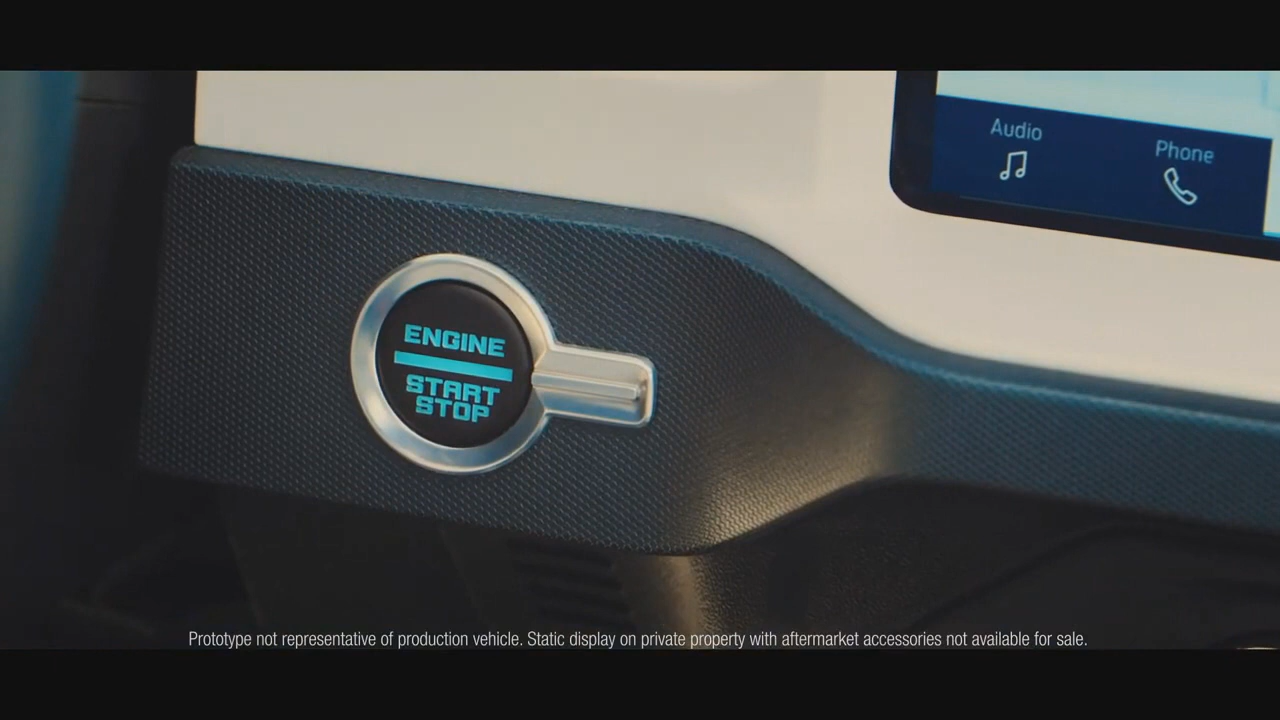 Audio
Phone
ENGINE
START
STOP
Prototype not representative of production vehicle. Static display on private property with aftermarket accessories not available for sale.